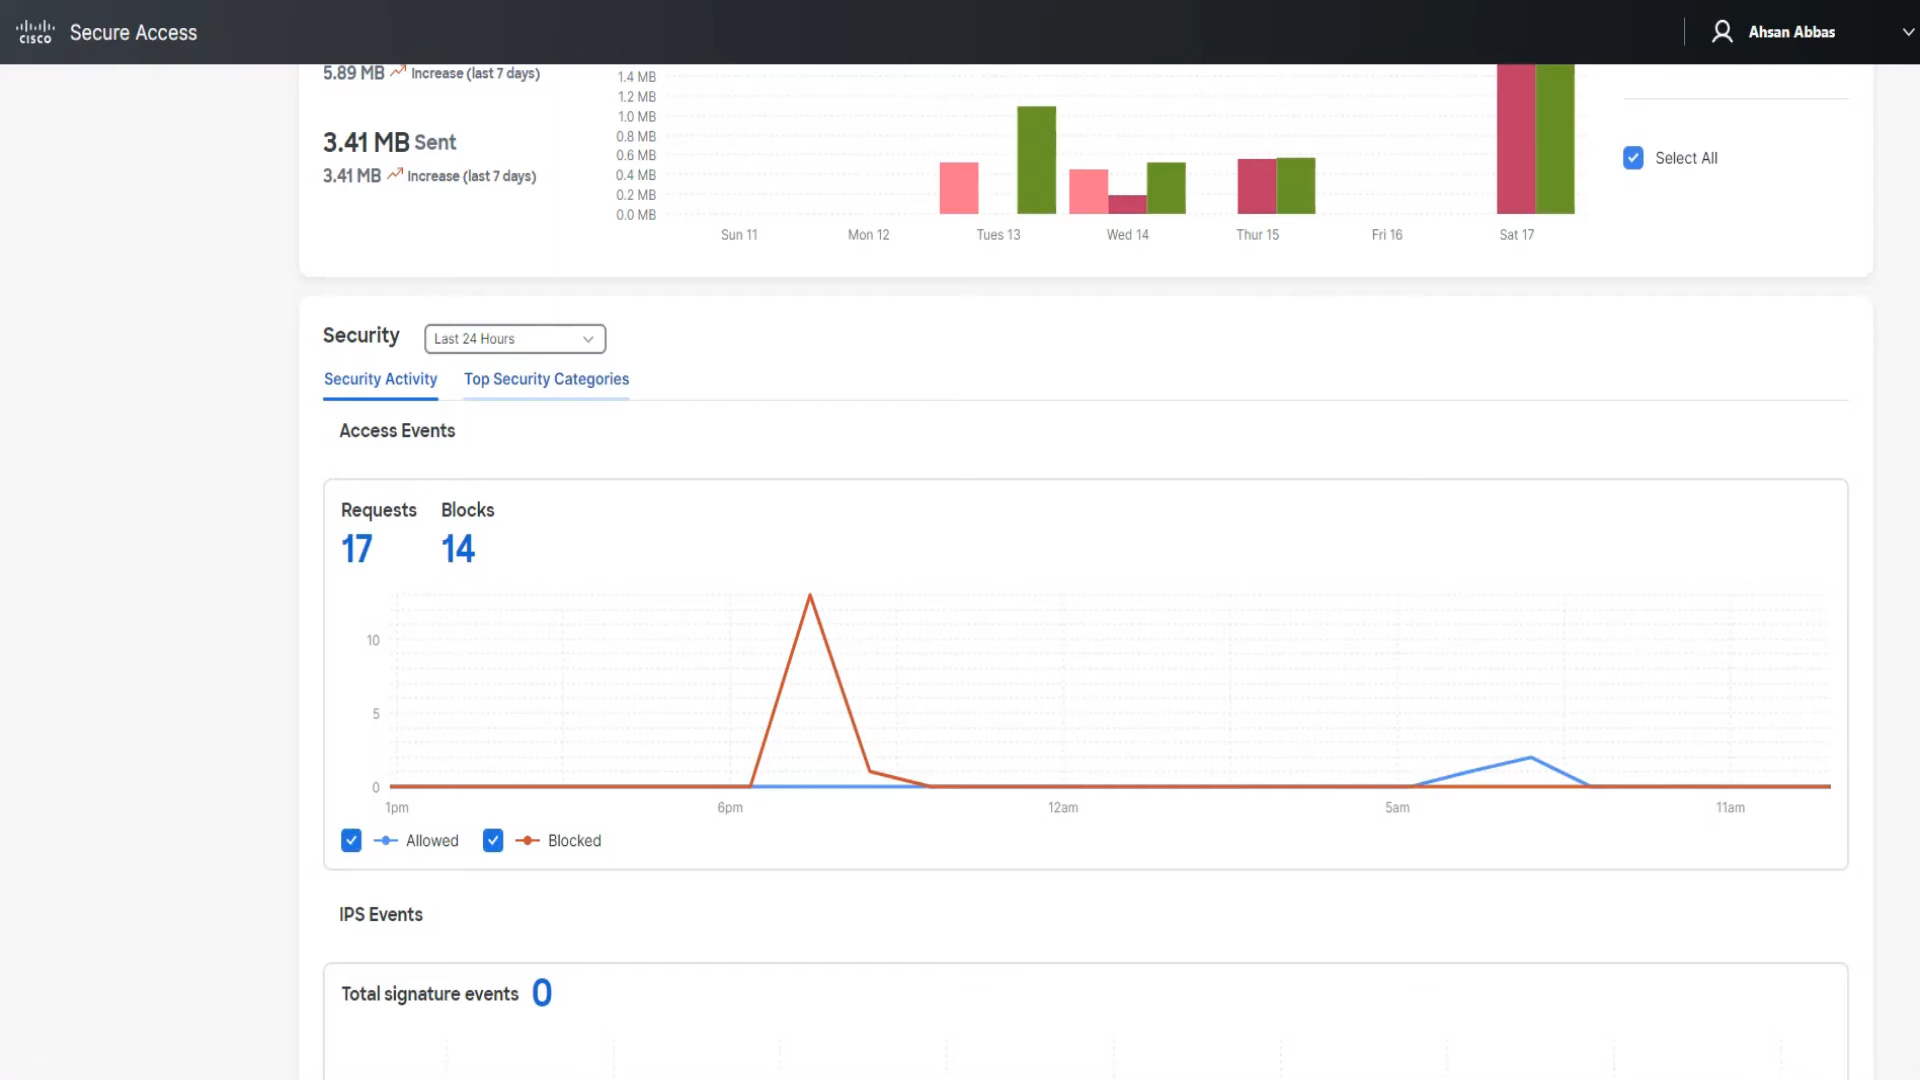 CISCO Secure Access
Ahsan Abbas
5.89 MB Increase (last 7 days)
3.41 MB Sent
3.41 MB Increase (last 7 days)
1.4 MB
1.2 MB
1.0 MB
0.8 MB
0.6 MB
0.4 MB
0.2 MB
0.0 MB
Sun 11 Mon 12 Tues 13 Wed 14 Thur 15 Fri 16 Sat 17
Select All
Security Last 24 Hours
Security Activity Top Security Categories
Access Events
Requests Blocks
17 14
10
5
0
1pm 6pm 12am 5am 11am
Allowed Blocked
IPS Events
Total signature events 0